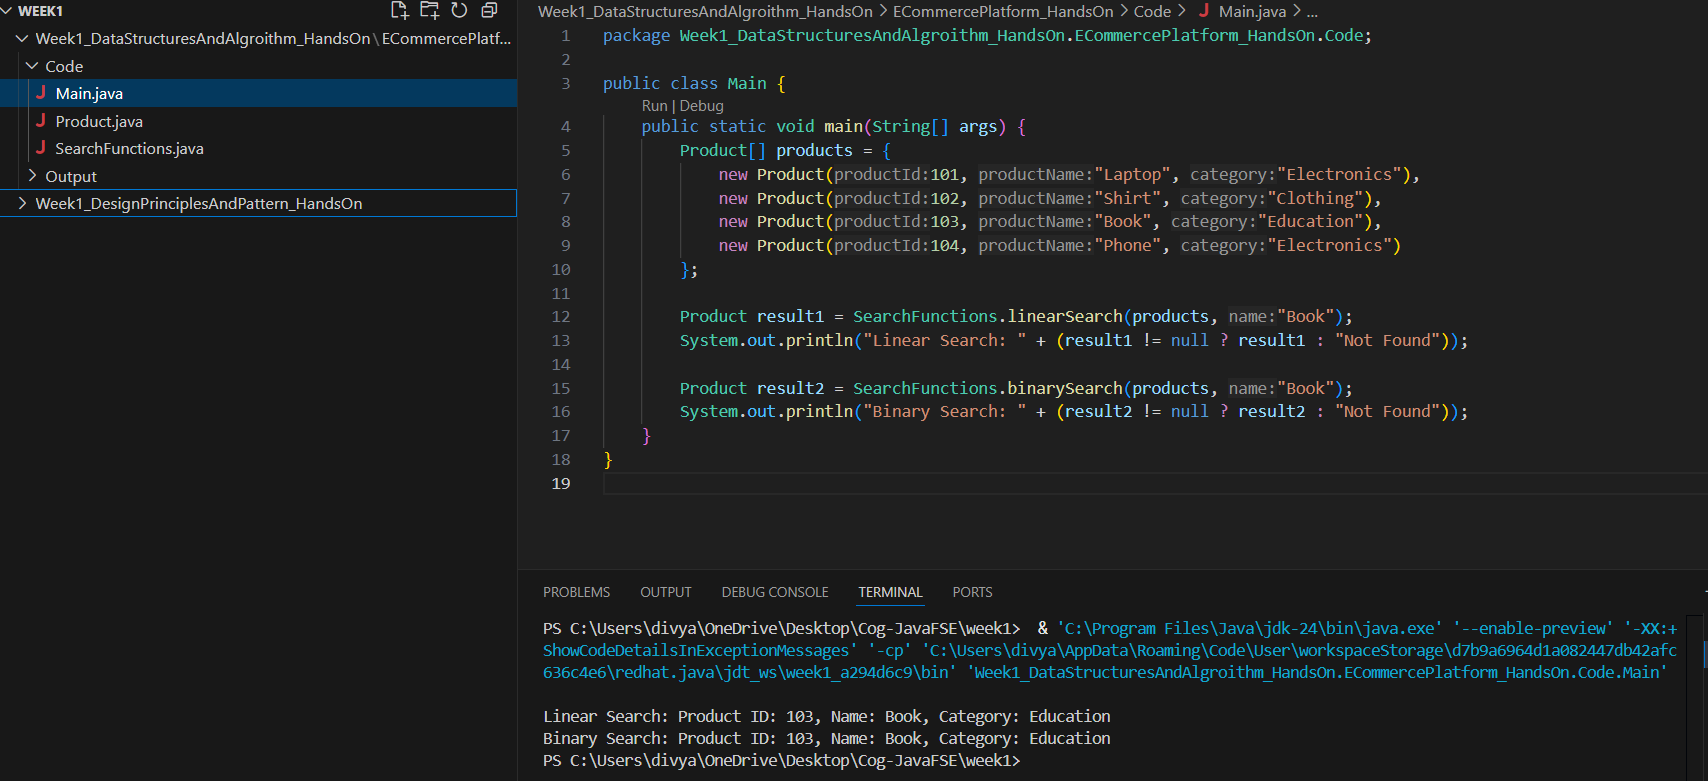 WEEK1
Week1_DataStructuresAndAlgroithm_HandsOn\ECommercePlatf...
Code
Main.java
Product.java
SearchFunctions.java
Output
Week1_DesignPrinciplesAndPattern_HandsOn
Week1_DataStructuresAndAlgroithm_HandsOn > ECommercePlatform_HandsOn > Code > J Main.java > ...
1 package Week1_DataStructuresAndAlgroithm_HandsOn.ECommercePlatform_HandsOn.Code;
2
3 public class Main {
Run | Debug
4 public static void main(String[] args) {
5 Product[] products = {
6 new Product(productId:101, productName:"Laptop", category:"Electronics"),
7 new Product(productId:102, productName:"Shirt", category:"Clothing"),
8 new Product(productId:103, productName:"Book", category:"Education"),
9 new Product(productId:104, productName:"Phone", category:"Electronics")
10 };
11
12 Product result1 = SearchFunctions.linearSearch(products, name:"Book");
13 System.out.println("Linear Search: " + (result1 != null ? result1 : "Not Found"));
14
15 Product result2 = SearchFunctions.binarySearch(products, name:"Book");
16 System.out.println("Binary Search: " + (result2 != null ? result2 : "Not Found"));
17 }
18 }
19
PROBLEMS OUTPUT DEBUG CONSOLE TERMINAL PORTS
PS C:\Users\divya\OneDrive\Desktop\Cog-JavaFSE\week1>  & 'C:\Program Files\Java\jdk-24\bin\java.exe' '--enable-preview' '-XX:+
ShowCodeDetailsInExceptionMessages' '-cp' 'C:\Users\divya\AppData\Roaming\Code\User\workspaceStorage\d7b9a6964d1a082447db42afc
636c4e6\redhat.java\jdt_ws\week1_a294d6c9\bin' 'Week1_DataStructuresAndAlgroithm_HandsOn.ECommercePlatform_HandsOn.Code.Main'
Linear Search: Product ID: 103, Name: Book, Category: Education
Binary Search: Product ID: 103, Name: Book, Category: Education
PS C:\Users\divya\OneDrive\Desktop\Cog-JavaFSE\week1>